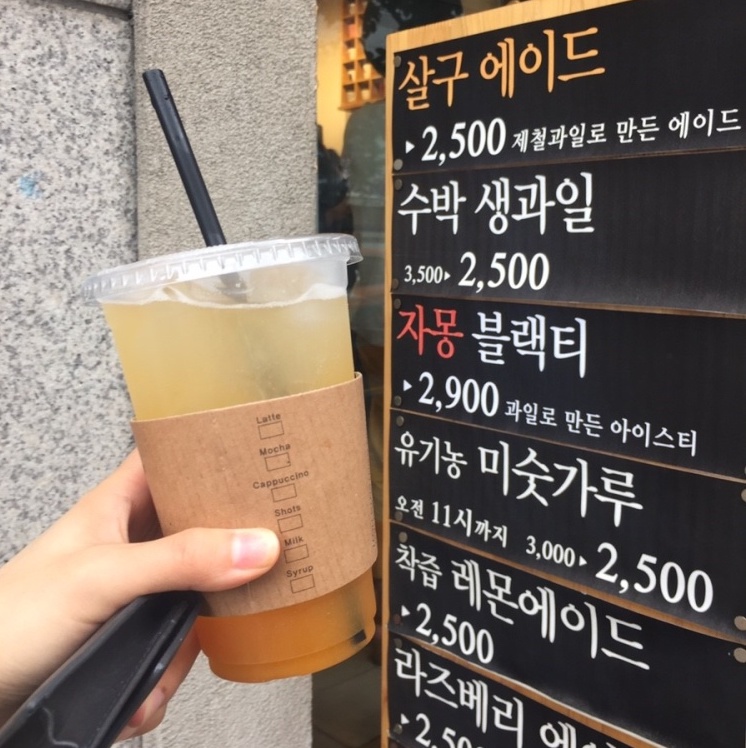 살구 에이드
▶2,500 제철과일로 만든 에이드
수박 생과일
3,500▶ 2,500
자몽 블랙티
▶2,900 과일로 만든 아이스티
유기농 미숫가루
오전 11시까지 3,000▶ 2,500
착즙 레몬에이드
▶2,500
라즈베리
▶2,500
Latte
Mocha
Cappuccino
Shots
Milk
Syrup